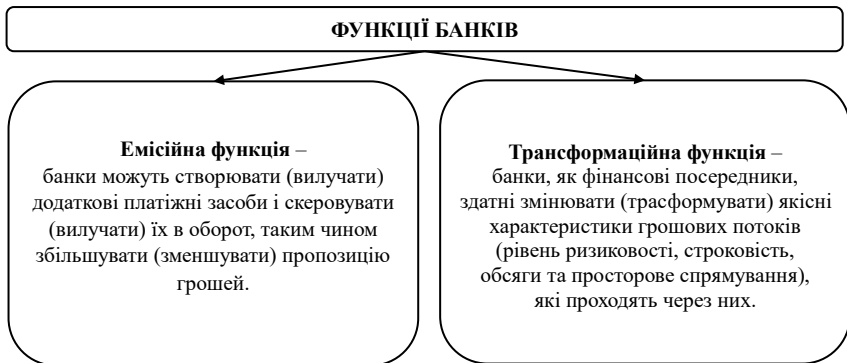 ФУНКЦІЇ БАНКІВ
Емісійна функція –
банки можуть створювати (вилучати)
додаткові платіжні засоби і скеровувати
(вилучати) їх в оборот, таким чином
збільшувати (зменшувати) пропозицію
грошей.
Трансформаційна функція –
банки, як фінансові посередники,
здатні змінювати (трасформувати) якісні
характеристики грошових потоків
(рівень ризиковості, строковість,
обсяги та просторове спрямування),
які проходять через них.